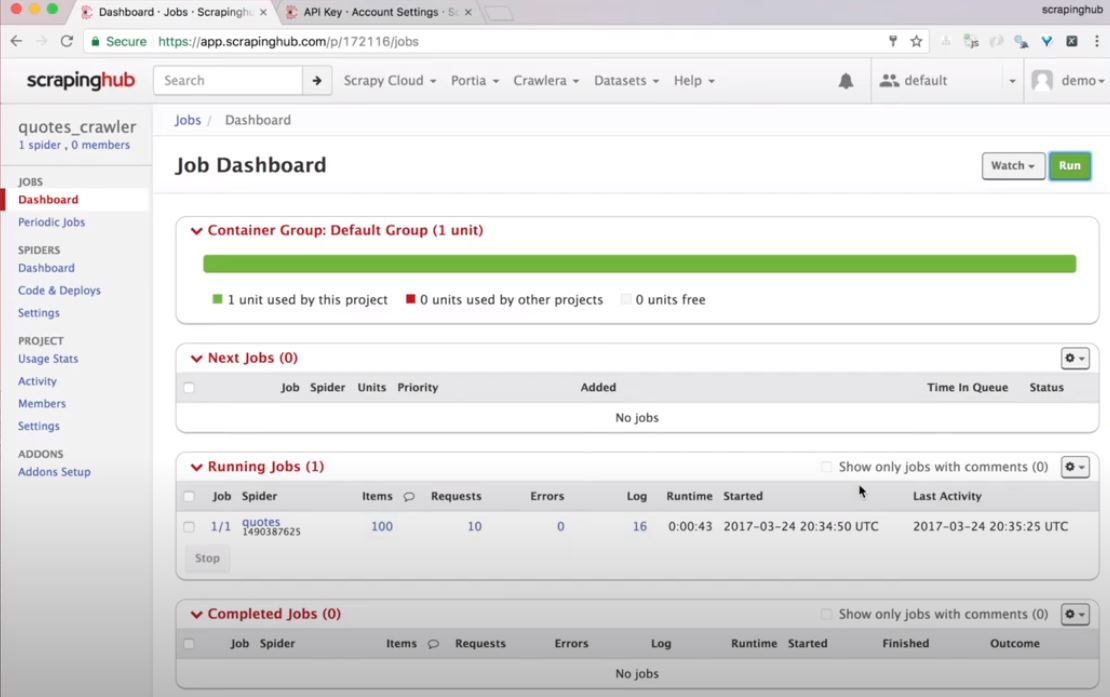 Dashboard · Jobs · Scrapinghu
API Key · Account Settings · Sc
scrapinghub
Secure https://app.scrapinghub.com/p/172116/jobs
scrapinghub Search Scrapy Cloud Portia Crawlera Datasets Help default demo
quotes_crawler
1 spider , 0 members
JOBS
Dashboard
Periodic Jobs
SPIDERS
Dashboard
Code & Deploys
Settings
PROJECT
Usage Stats
Activity
Members
Settings
ADDONS
Addons Setup
Jobs / Dashboard
Job Dashboard
Watch Run
Container Group: Default Group (1 unit)
1 unit used by this project 0 units used by other projects 0 units free
Next Jobs (0)
Job Spider Units Priority Added Time In Queue Status
No jobs
Running Jobs (1) Show only jobs with comments (0)
Job Spider Items Requests Errors Log Runtime Started Last Activity
1/1 quotes 100 10 0 16 0:00:43 2017-03-24 20:34:50 UTC 2017-03-24 20:35:25 UTC
1490387625
Stop
Completed Jobs (0) Show only jobs with comments (0)
Job Spider Items Requests Errors Log Runtime Started Finished Outcome
No jobs